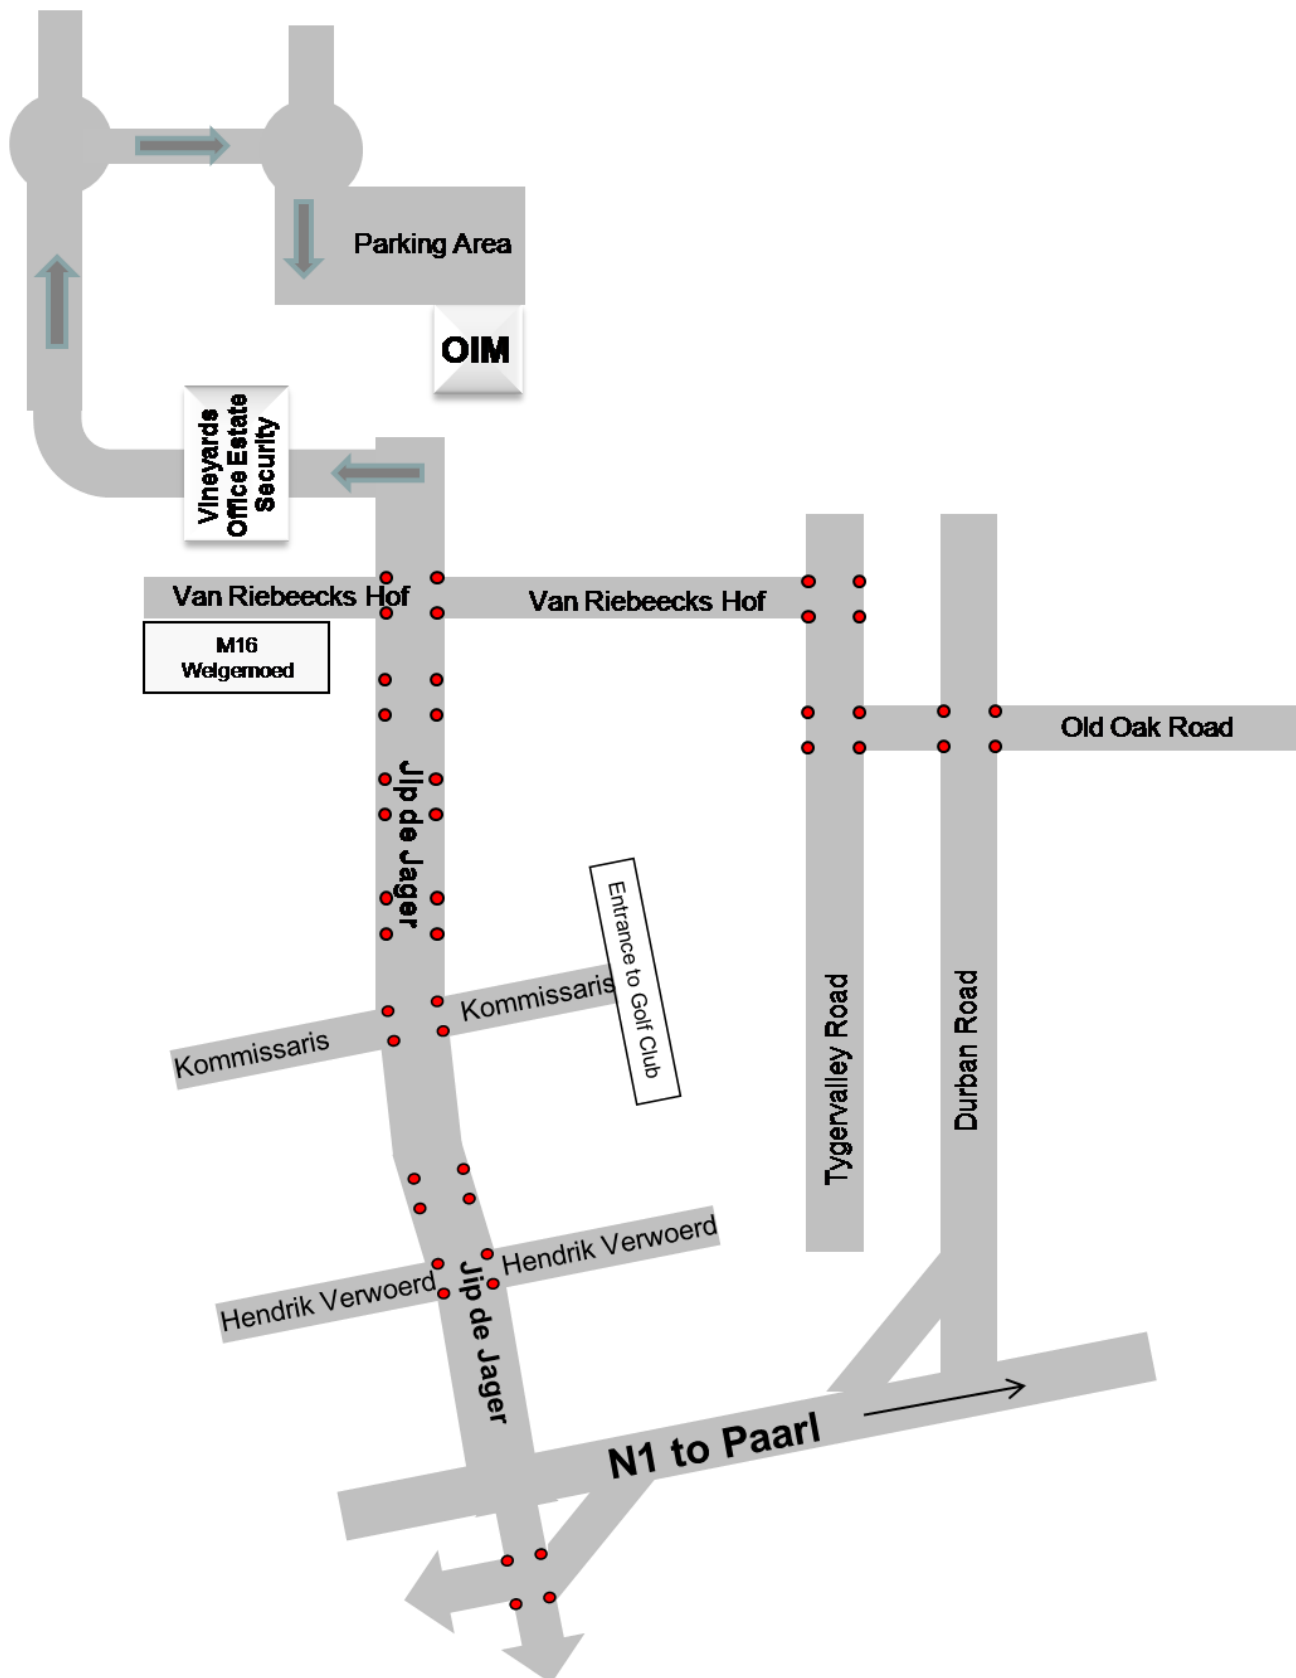 Parking Area
OIM
Vineyards
Office Estate
Security
Van Riebeecks Hof
Van Riebeecks Hof
M16
Welgemoed
Old Oak Road
Jip de Jager
Entrance to Golf Club
Kommissaris
Kommissaris
Tygervalley Road
Durban Road
Hendrik Verwoerd
Hendrik Verwoerd
Jip de Jager
N1 to Paarl